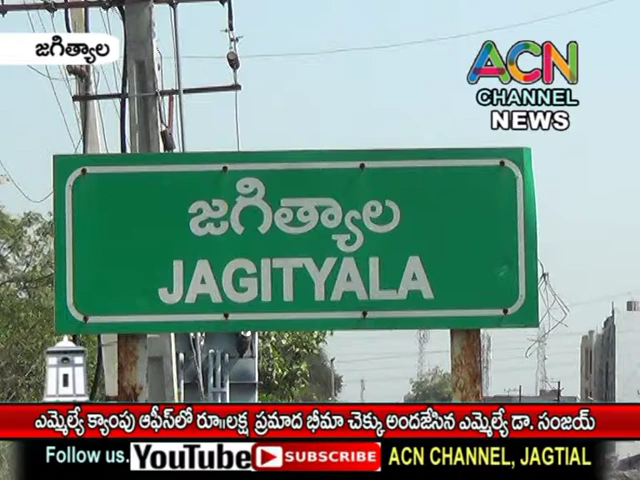 జగిత్యాల
ACN
CHANNEL
NEWS
జగిత్యాల
JAGITYALA
ఎమ్మెల్యే క్యాంపు ఆఫీస్‌లో రూ॥లక్ష ప్రమాద భీమా చెక్కు అందజేసిన ఎమ్మెల్యే డా. సంజయ్
Follow us. YouTube SUBSCRIBE ACN CHANNEL, JAGTIAL